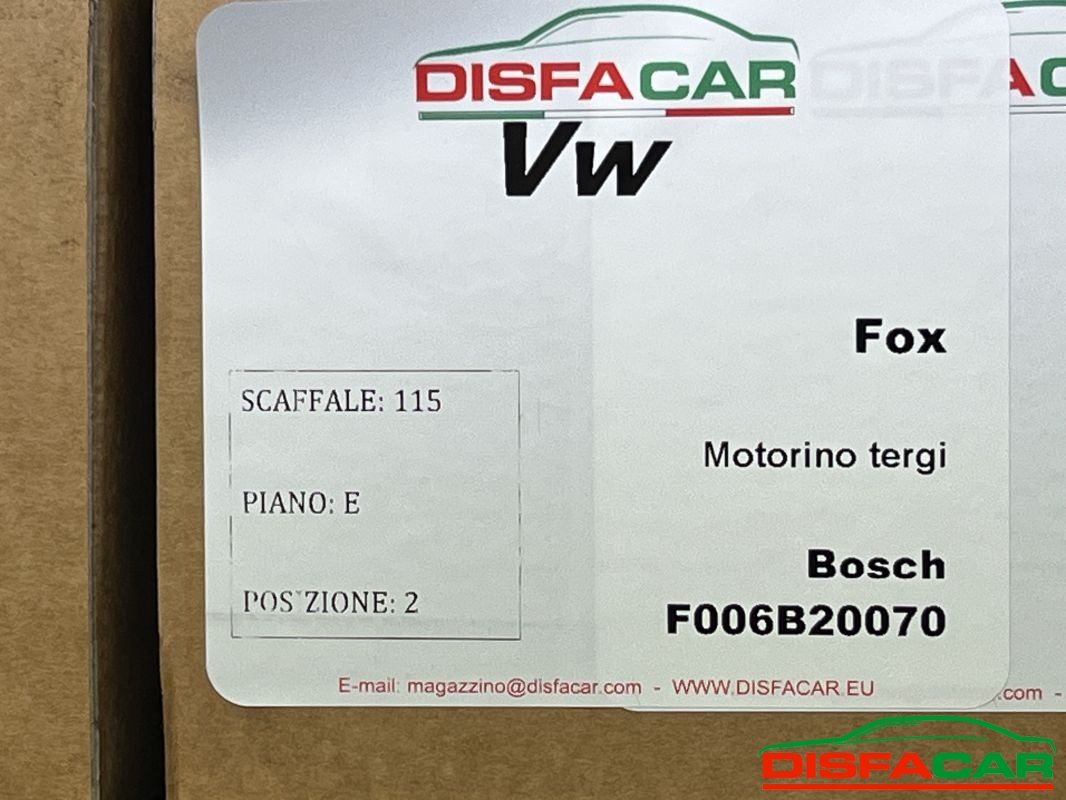 DISFACAR
Vw
Fox
SCAFFALE: 115
Motorino tergi
PIANO: E
Bosch
POSIZIONE: 2
F006B20070
E-mail: magazzino@disfacar.com - WWW.DISFACAR.EU
.com -
DISFACAR